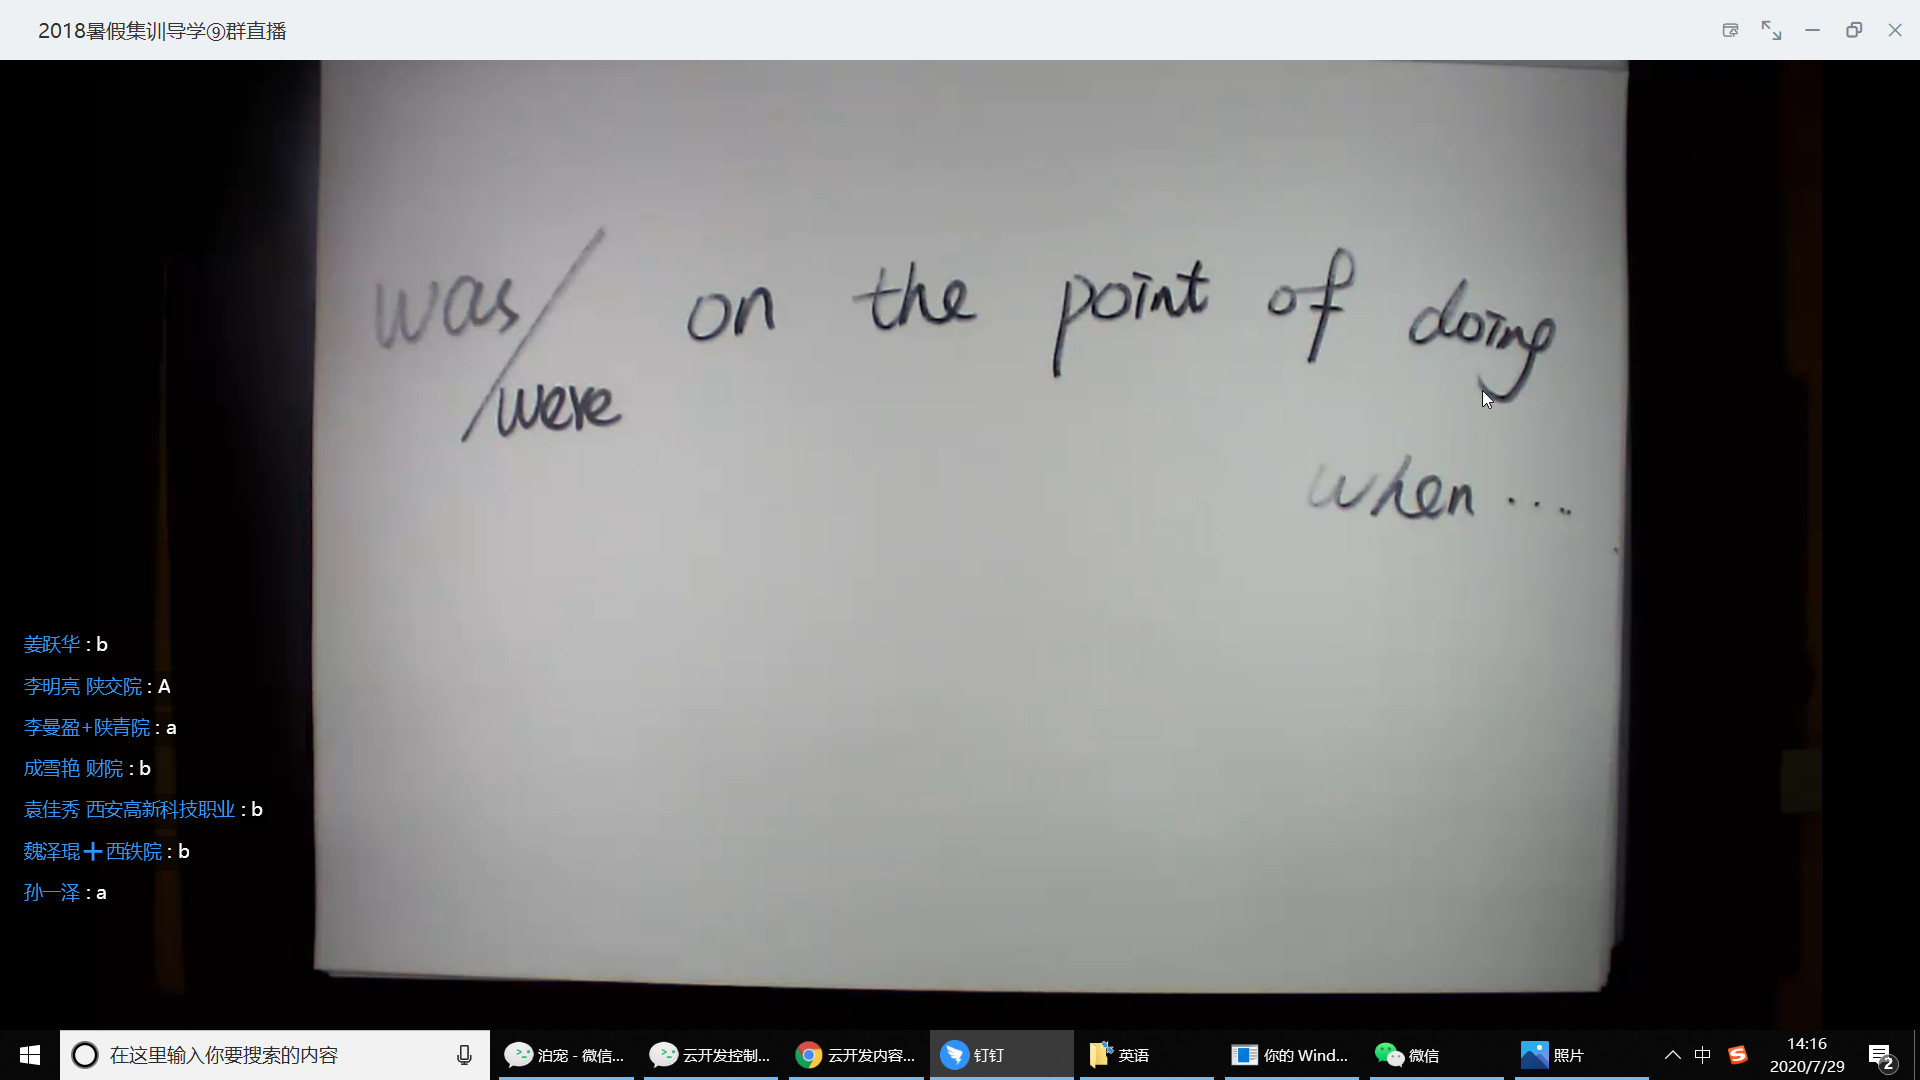 2018暑假集训导学⑨群直播
was/were on the point of doing
when ....
姜跃华 : b
李明亮 陕交院 : A
李曼盈+陕青院 : a
成雪艳 财院 : b
袁佳秀 西安高新科技职业 : b
魏泽琨➕西铁院 : b
孙一泽 : a
在这里输入你要搜索的内容
泊宠 - 微信...
云开发控制...
云开发内容...
钉钉
英语
你的 Wind...
微信
照片
中
14:16
2020/7/29
2